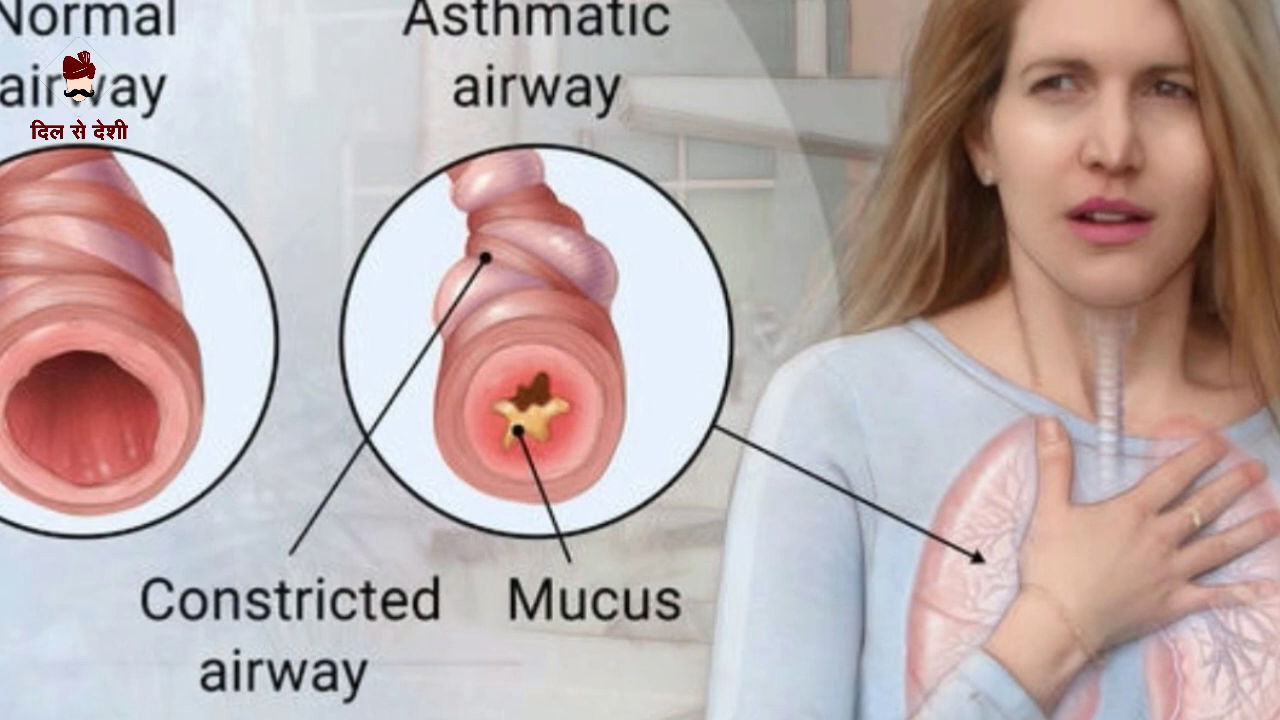 Normal
airway
Asthmatic
airway
दिल से देशी
Constricted
airway
Mucus